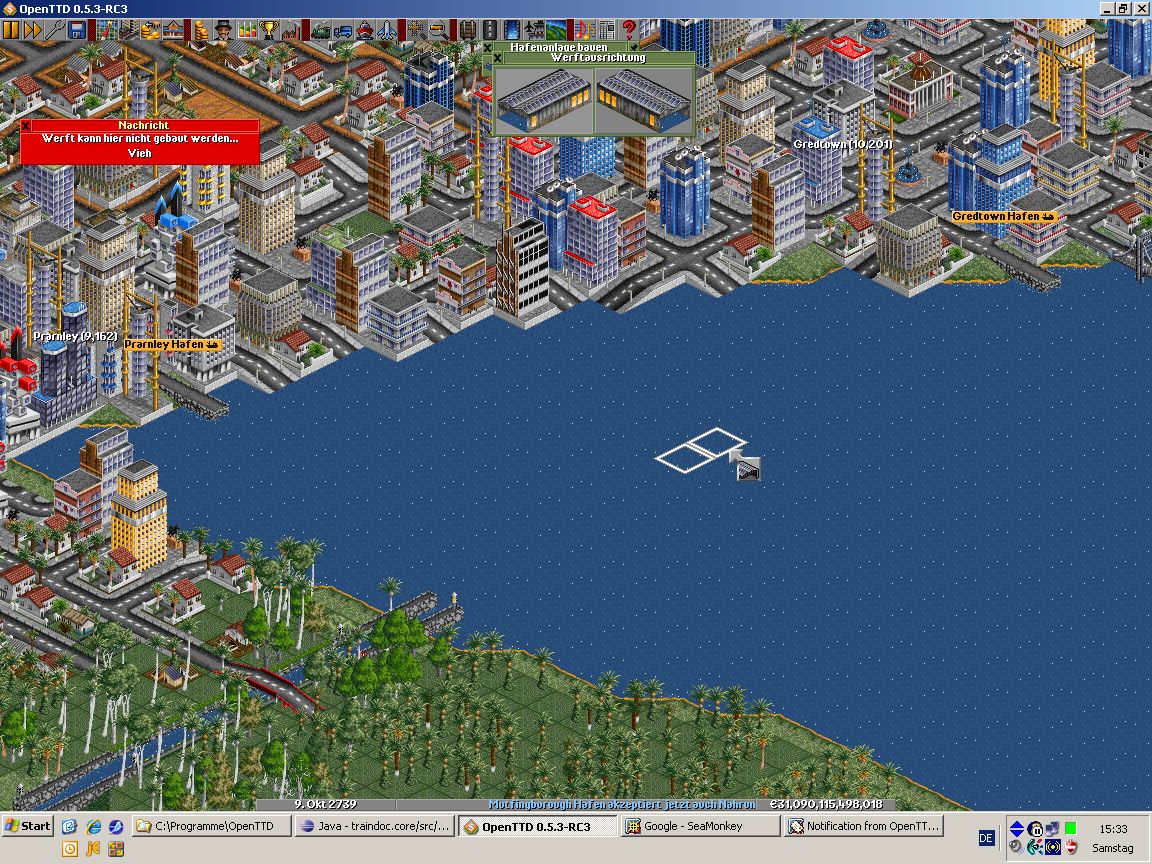 OpenTTD 0.5.3-RC3
Hafenanlage bauen
Werftausrichtung
Nachricht
Werft kann hier nicht gebaut werden...
Vieh
Gredtown (10,201)
Gredtown Hafen
Prarnley (9,162)
Prarnley Hafen
9. Okt 2739
Mutfingborough Hafen akzeptiert jetzt auch Nahrun
€31,090,115,498,018
Start
C:\Programme\OpenTTD
Java - traindoc.core/src/...
OpenTTD 0.5.3-RC3
Google - SeaMonkey
Notification from OpenTT...
DE
15:33
Samstag